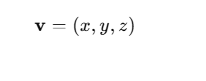 v = (x, y, z)